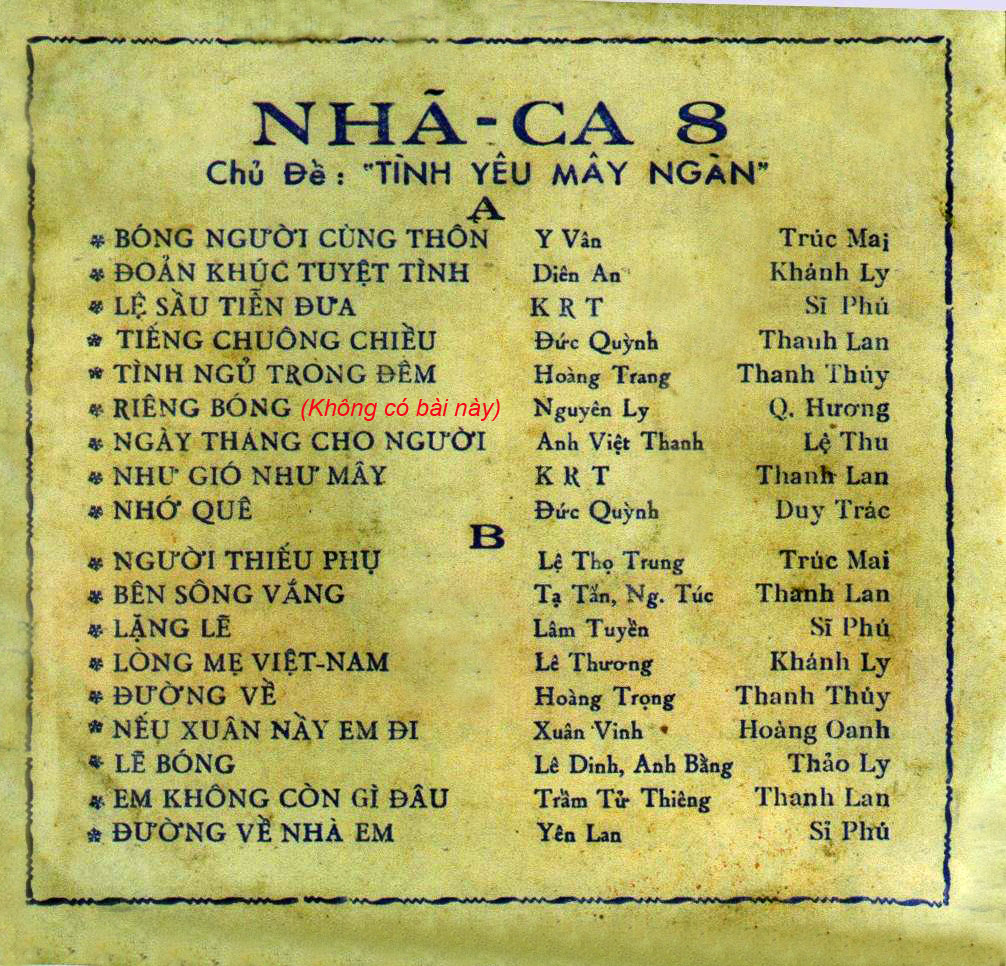 NHÃ-CA 8
Chủ Đề: "TÌNH YÊU MÂY NGÀN"
A
* BÓNG NGƯỜI CÙNG THÔN Y Vân Trúc Mai
* ĐOẢN KHÚC TUYỆT TÌNH Diên An Khánh Ly
* LỆ SẦU TIỄN ĐƯA K R T Sĩ Phú
* TIẾNG CHUÔNG CHIỀU Đức Quỳnh Thanh Lan
* TÌNH NGỦ TRONG ĐÊM Hoàng Trang Thanh Thúy
* RIÊNG BÓNG (Không có bài này) Nguyên Ly Q. Hương
* NGÀY THÁNG CHO NGƯỜI Anh Việt Thanh Lệ Thu
* NHƯ GIÓ NHƯ MÂY K R T Thanh Lan
* NHỚ QUÊ Đức Quỳnh Duy Trác
B
* NGƯỜI THIẾU PHỤ Lệ Thọ Trung Trúc Mai
* BÊN SÔNG VẮNG Tạ Tấn, Ng. Túc Thanh Lan
* LẶNG LẼ Lâm Tuyền Sĩ Phú
* LÒNG MẸ VIỆT-NAM Lê Thương Khánh Ly
* ĐƯỜNG VỀ Hoàng Trọng Thanh Thúy
* NẾU XUÂN NẦY EM ĐI Xuân Vinh Hoàng Oanh
* LẼ BÓNG Lê Dinh, Anh Bằng Thảo Ly
* EM KHÔNG CÒN GÌ ĐÂU Trầm Tử Thiêng Thanh Lan
* ĐƯỜNG VỀ NHÀ EM Yên Lan Sĩ Phú